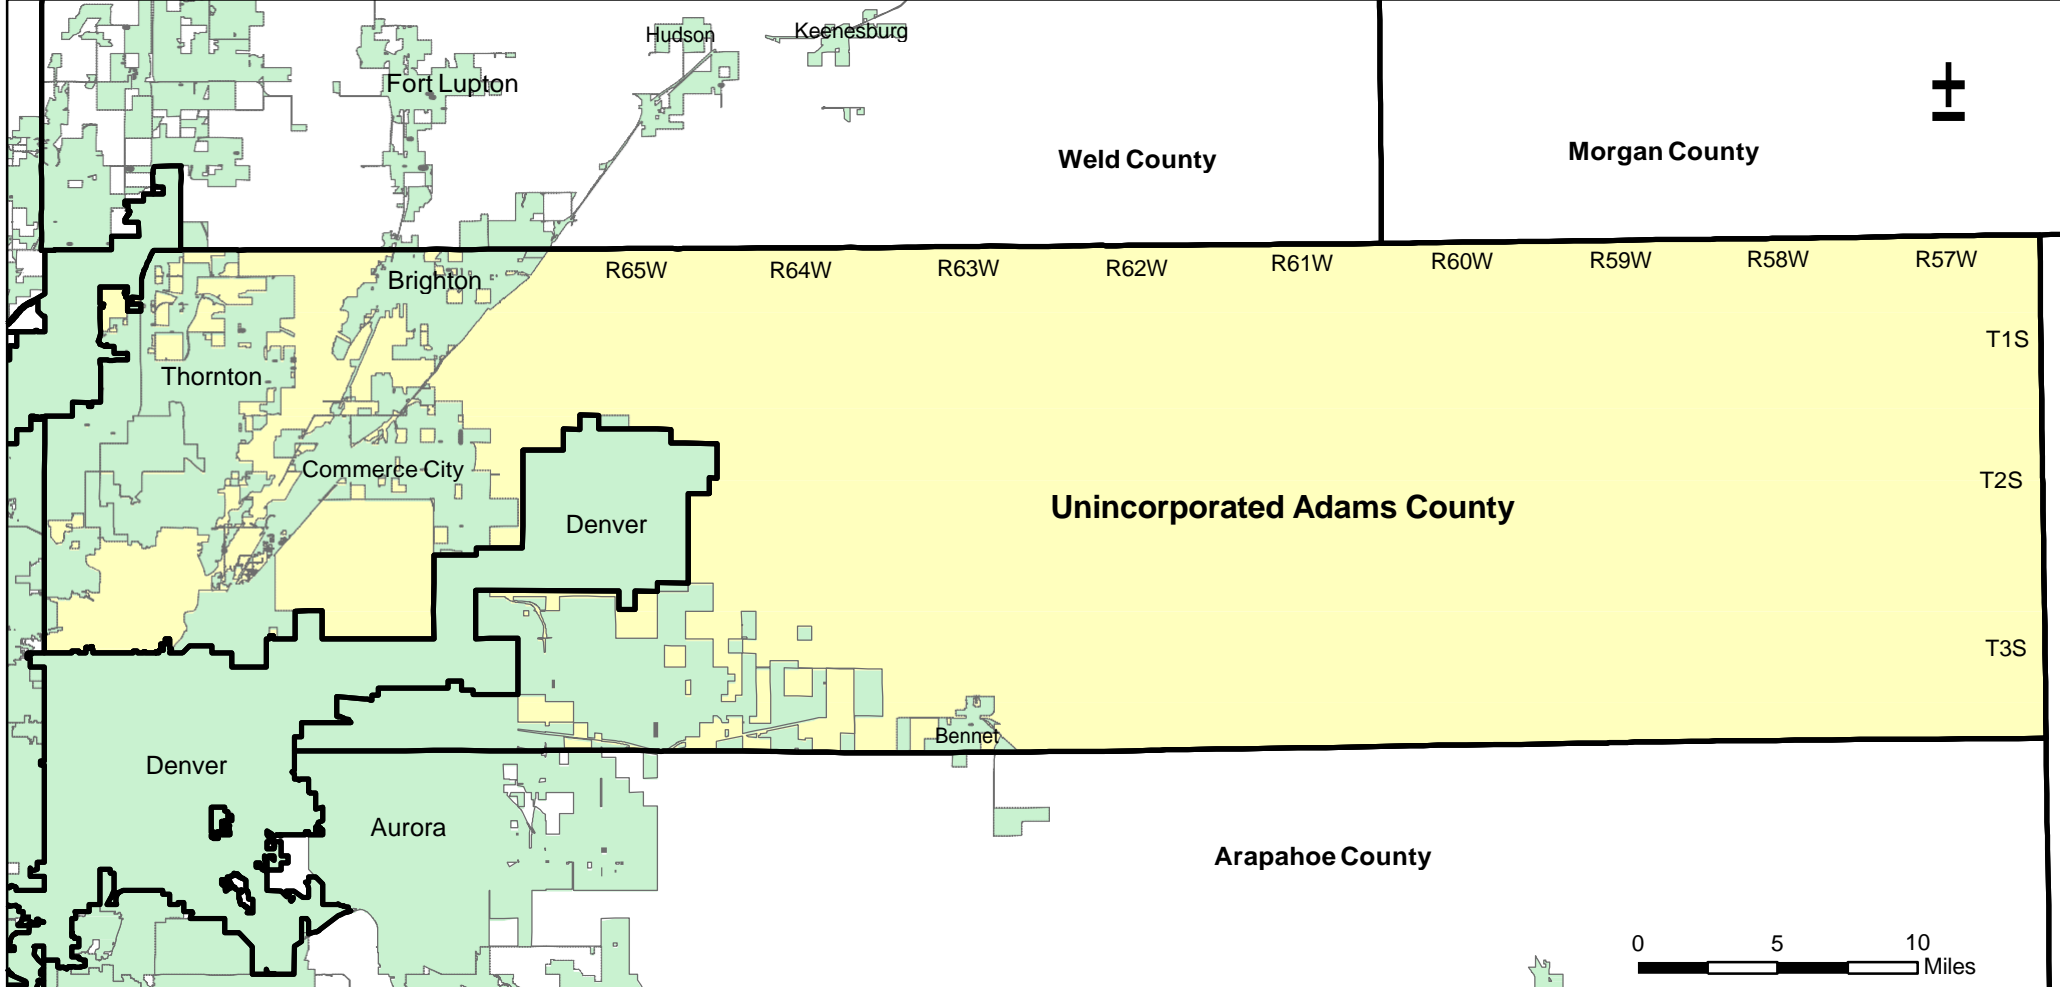 Hudson
Keenesburg
Fort Lupton
Weld County
Morgan County
±
Brighton
R65W
R64W
R63W
R62W
R61W
R60W
R59W
R58W
R57W
T1S
Thornton
Commerce City
T2S
Unincorporated Adams County
Denver
T3S
Bennet
Denver
Aurora
Arapahoe County
0 5 10
Miles